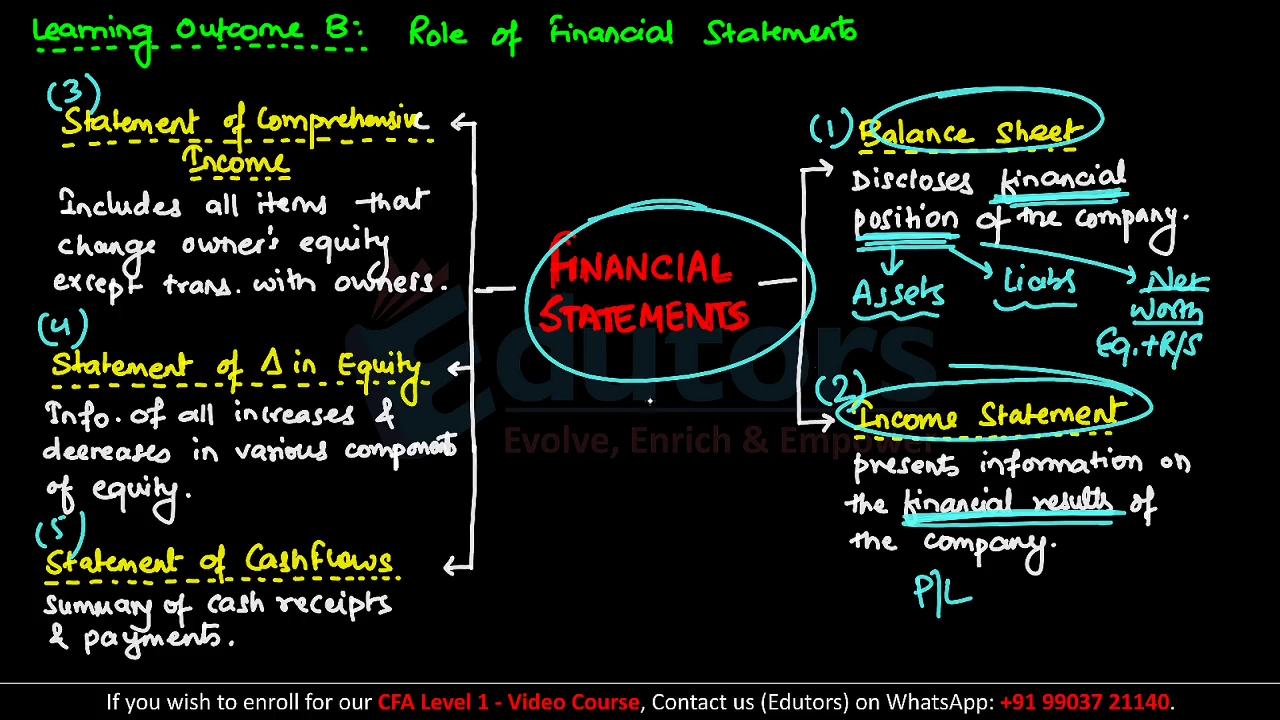 Learning Outcome B: Role of Financial Statements
(3)
Statement of Comprehensive
Income
Includes all items that
change owner's equity
except trans. with owners.
(4)
Statement of Δ in Equity
Info. of all increases &
decreases in various components
of equity.
(5)
Statement of Cashflows
summary of cash receipts
& payments.
FINANCIAL
STATEMENTS
Edutors
Evolve, Enrich & Empower
(1) Balance Sheet
Discloses financial
position of the company.
Assets Liabs Net
Worth
Eq. + R/S
(2)
Income Statement
presents information on
the financial results of
the company.
P/L
If you wish to enroll for our CFA Level 1 - Video Course, Contact us (Edutors) on WhatsApp: +91 99037 21140.